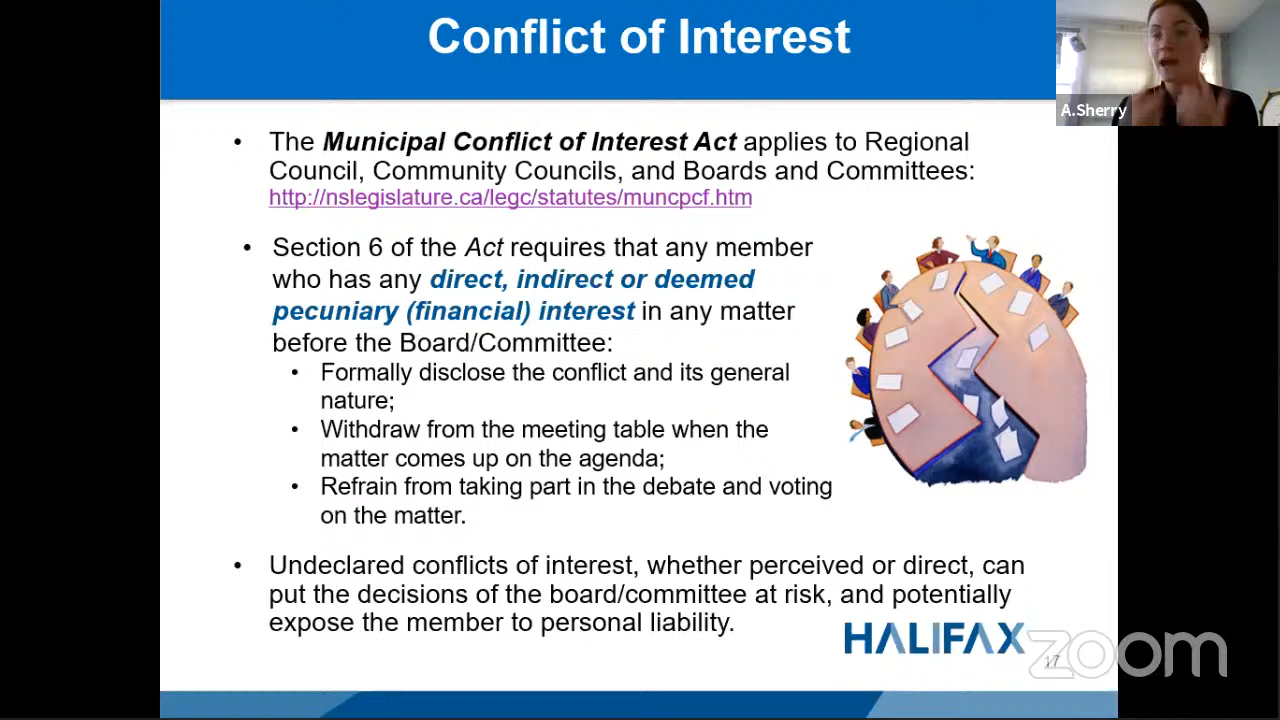 Conflict of Interest
A.Sherry
• The Municipal Conflict of Interest Act applies to Regional
Council, Community Councils, and Boards and Committees:
http://nslegislature.ca/legc/statutes/muncpcf.htm
• Section 6 of the Act requires that any member
who has any direct, indirect or deemed
pecuniary (financial) interest in any matter
before the Board/Committee:
• Formally disclose the conflict and its general
nature;
• Withdraw from the meeting table when the
matter comes up on the agenda;
• Refrain from taking part in the debate and voting
on the matter.
• Undeclared conflicts of interest, whether perceived or direct, can
put the decisions of the board/committee at risk, and potentially
expose the member to personal liability.
HALIFAX
17
zoom